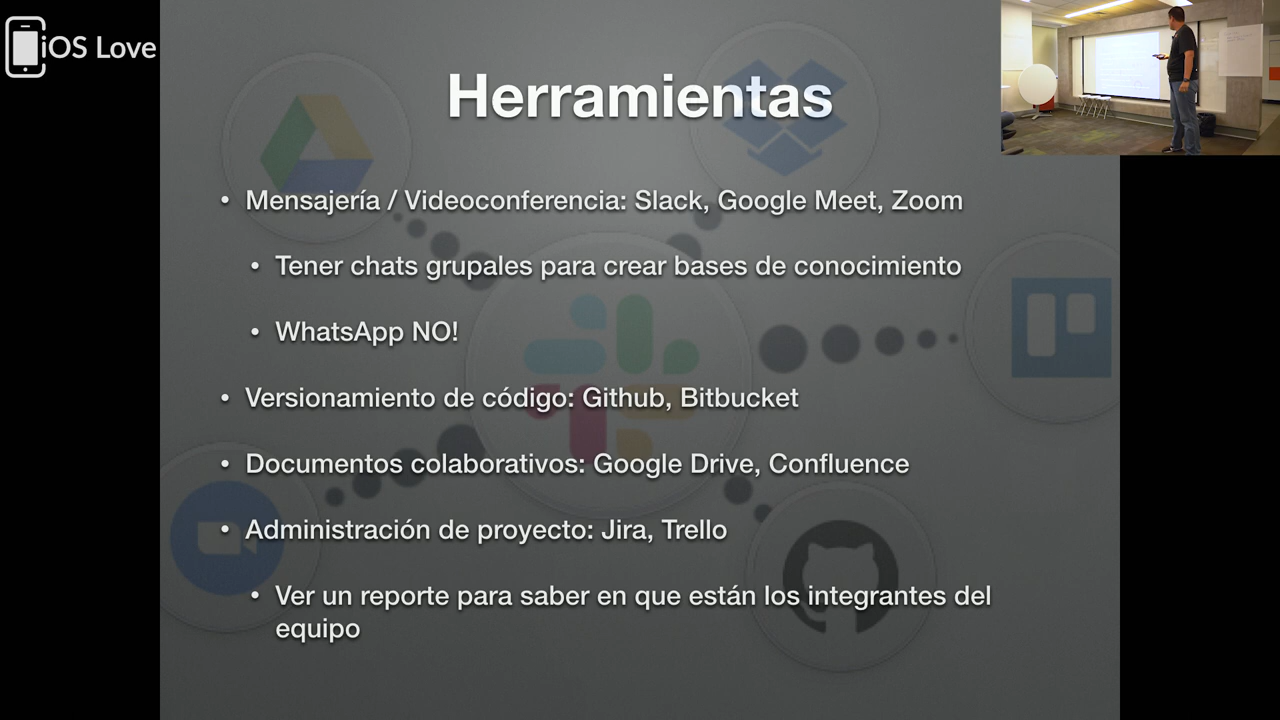 iOS Love
Herramientas
• Mensajería / Videoconferencia: Slack, Google Meet, Zoom
• Tener chats grupales para crear bases de conocimiento
• WhatsApp NO!
• Versionamiento de código: Github, Bitbucket
• Documentos colaborativos: Google Drive, Confluence
• Administración de proyecto: Jira, Trello
• Ver un reporte para saber en que están los integrantes del
equipo